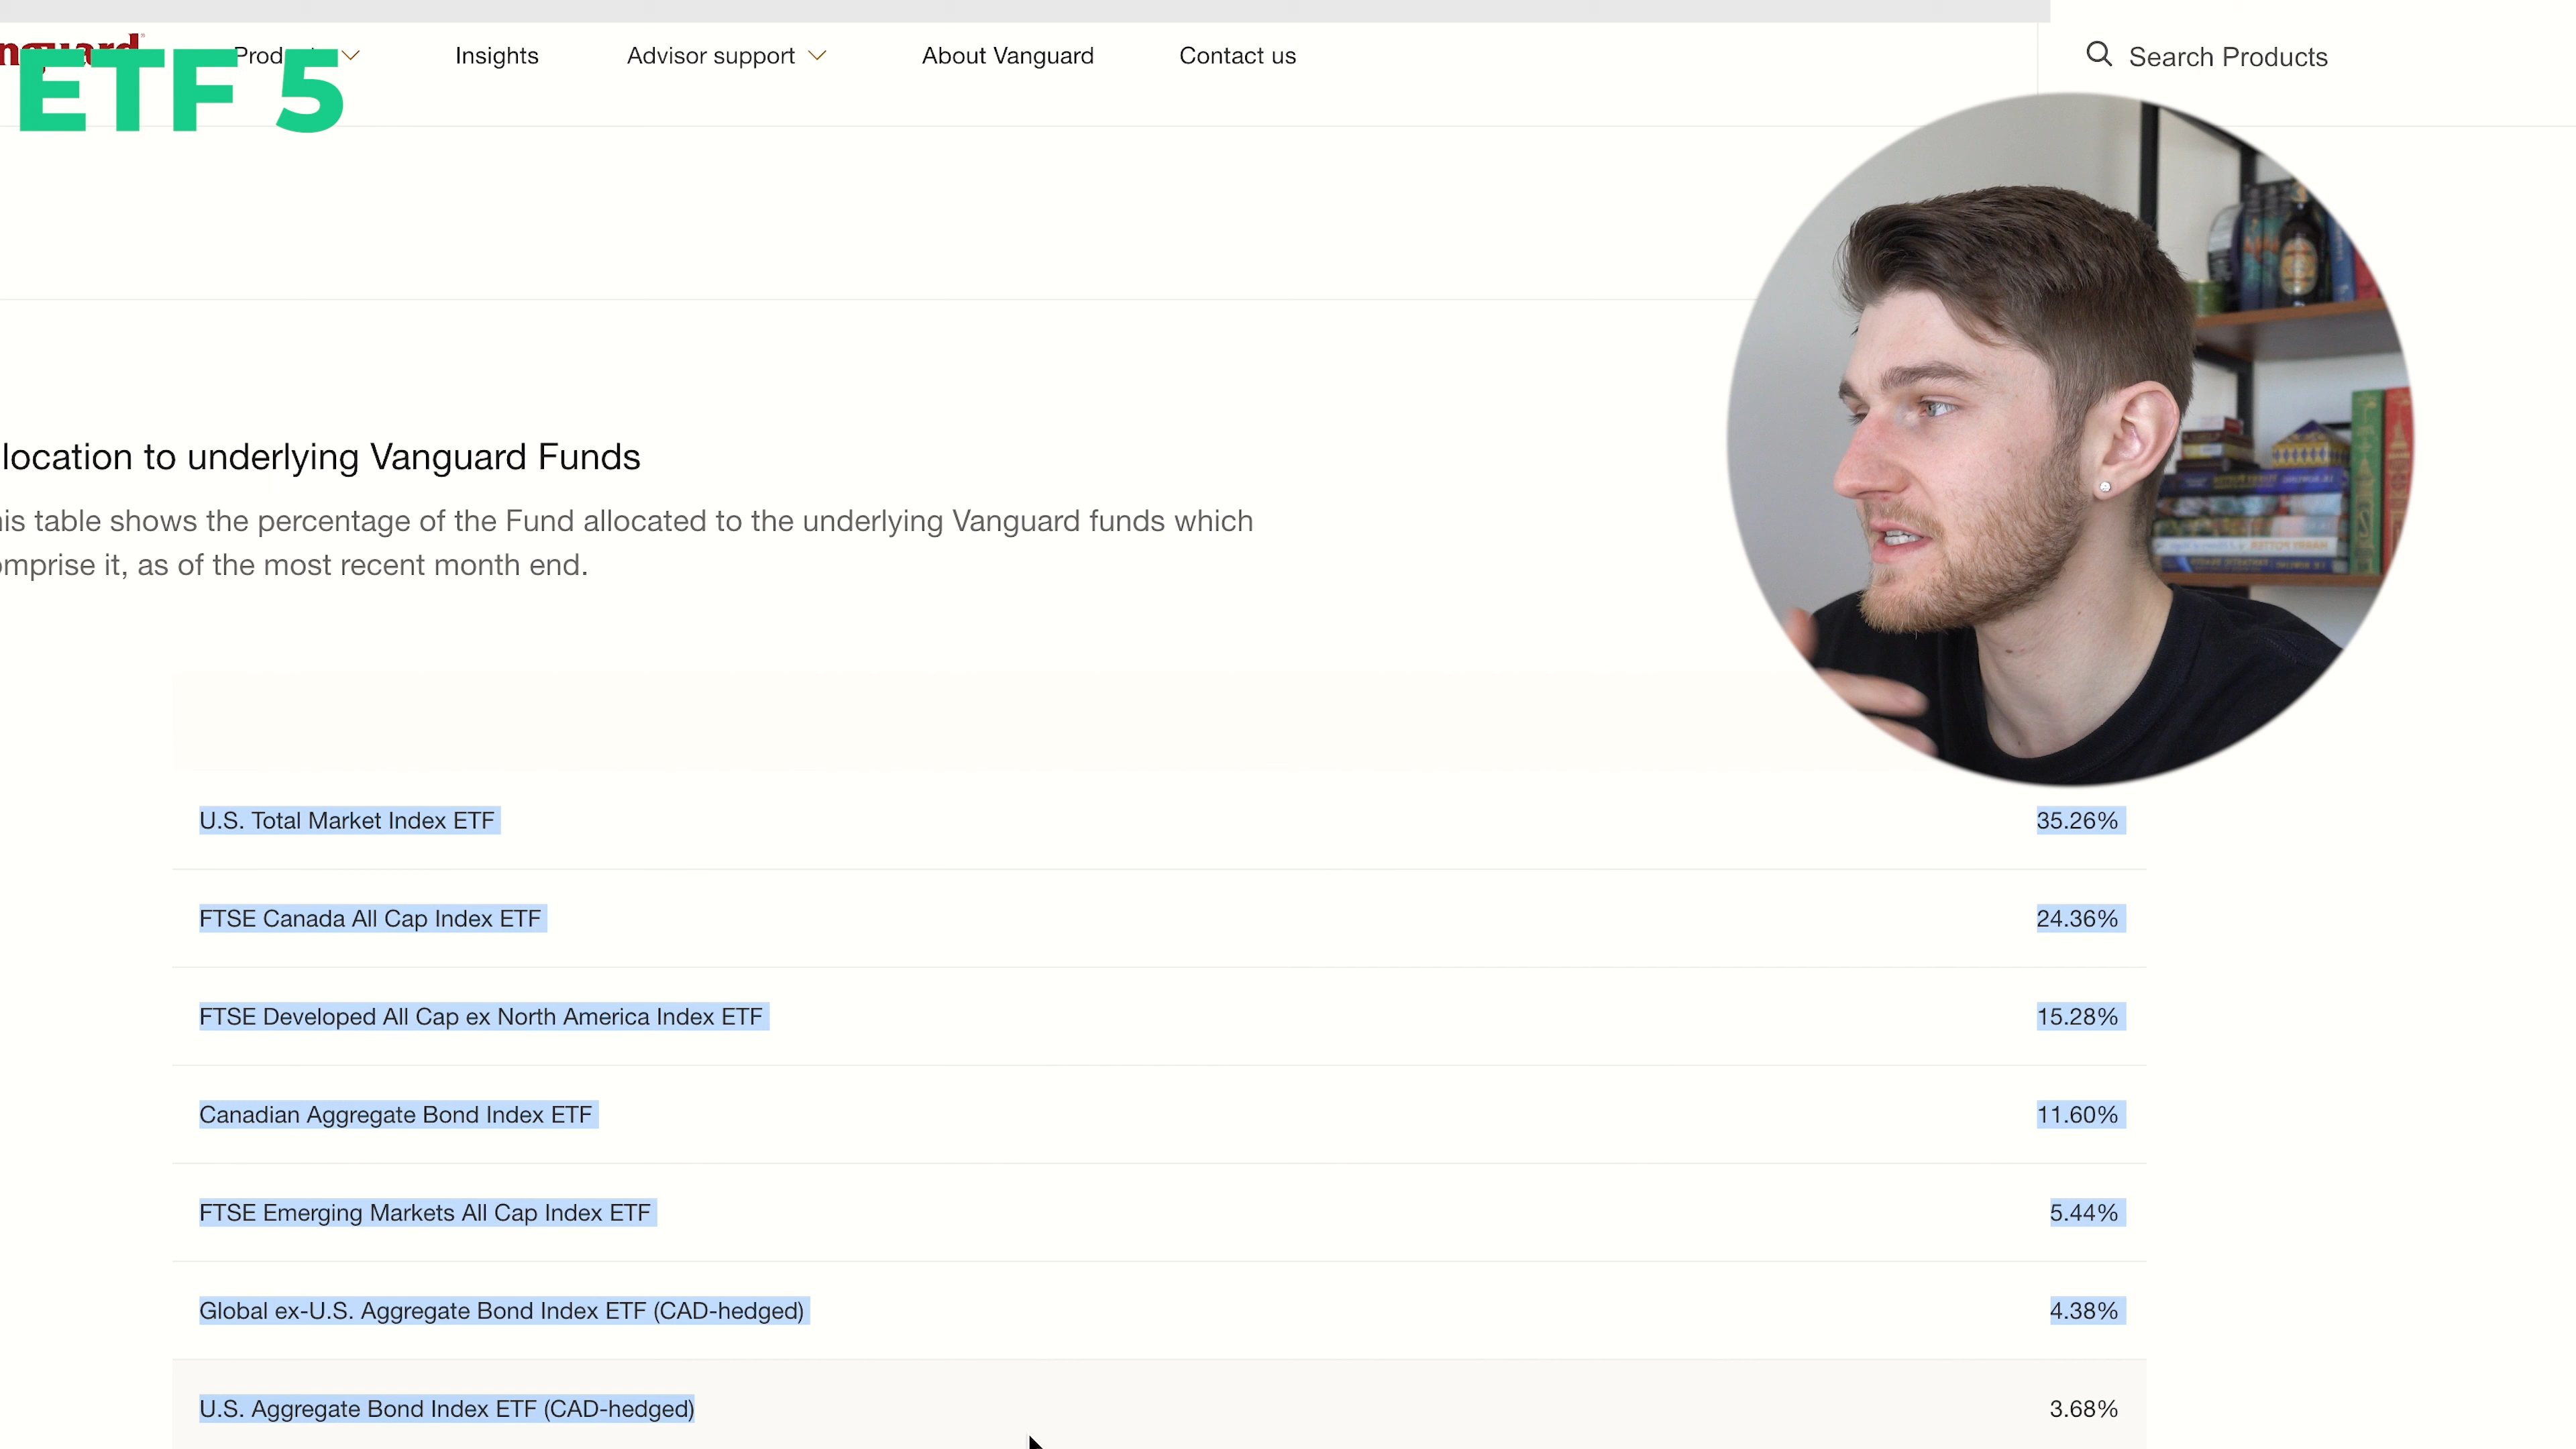 nguard
Insights
Advisor support
About Vanguard
Contact us
Search Products
ETF 5
location to underlying Vanguard Funds
is table shows the percentage of the Fund allocated to the underlying Vanguard funds which
mprise it, as of the most recent month end.
U.S. Total Market Index ETF 35.26%
FTSE Canada All Cap Index ETF 24.36%
FTSE Developed All Cap ex North America Index ETF 15.28%
Canadian Aggregate Bond Index ETF 11.60%
FTSE Emerging Markets All Cap Index ETF 5.44%
Global ex-U.S. Aggregate Bond Index ETF (CAD-hedged) 4.38%
U.S. Aggregate Bond Index ETF (CAD-hedged) 3.68%